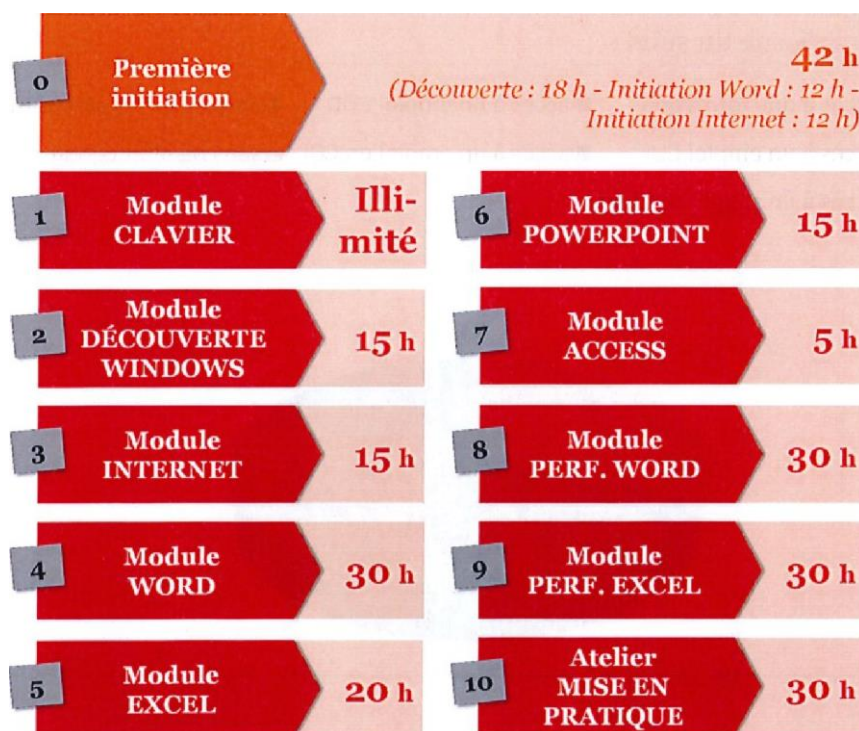 0
Première
initiation
42 h
(Découverte : 18 h - Initiation Word : 12 h -
Initiation Internet : 12 h)
1
Module
CLAVIER
Illi-
mité
2
Module
DÉCOUVERTE
WINDOWS
15 h
3
Module
INTERNET
15 h
4
Module
WORD
30 h
5
Module
EXCEL
20 h
6
Module
POWERPOINT
15 h
7
Module
ACCESS
5 h
8
Module
PERF. WORD
30 h
9
Module
PERF. EXCEL
30 h
10
Atelier
MISE EN
PRATIQUE
30 h